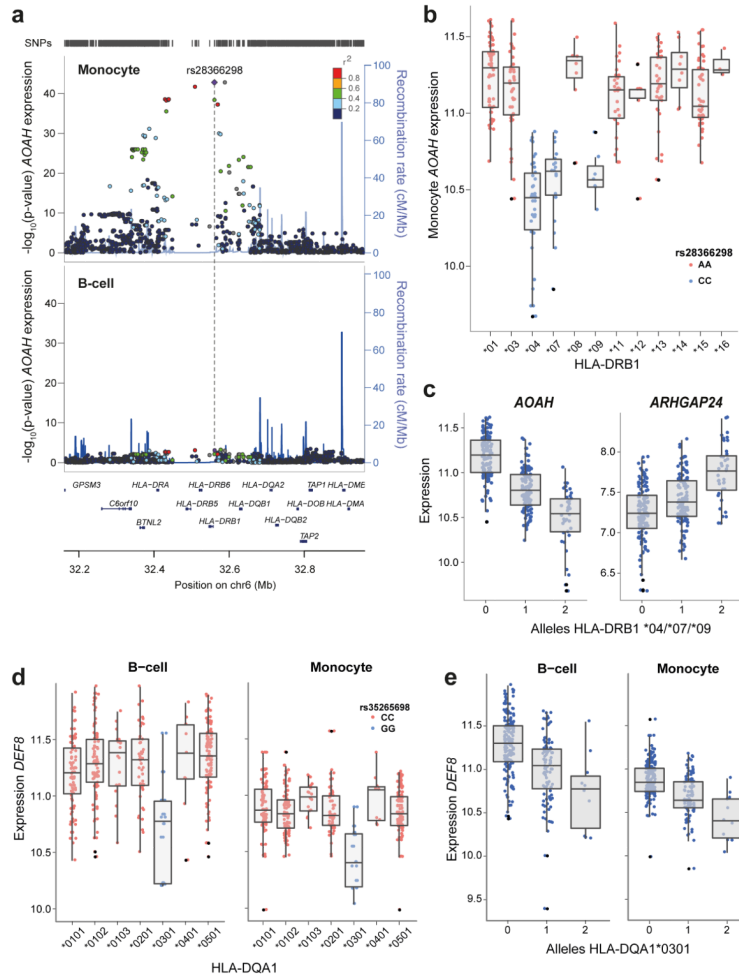 a
SNPs
Monocyte
rs28366298
r²
0.8
0.6
0.4
0.2
-log10(p-value) AOAH expression
40
30
20
10
0
Recombination rate (cM/Mb)
100
80
60
40
20
0
B-cell
-log10(p-value) AOAH expression
40
30
20
10
0
Recombination rate (cM/Mb)
100
80
60
40
20
0
GPSM3 HLA-DRA HLA-DRB6 HLA-DQA2 TAP1 HLA-DME
C6orf10 HLA-DRB5 HLA-DQB1 HLA-DOB HLA-DMA
BTNL2 HLA-DRB1 HLA-DQB2
TAP2
32.2 32.4 32.6 32.8
Position on chr6 (Mb)
b
Monocyte AOAH expression
11.5
11.0
10.5
10.0
rs28366298
AA
CC
*01 *03 *04 *07 *08 *09 *11 *12 *13 *14 *15 *16
HLA-DRB1
c
AOAH ARHGAP24
Expression
11.5
11.0
10.5
10.0
8.0
7.5
7.0
6.5
0 1 2 0 1 2
Alleles HLA-DRB1 *04/*07/*09
d
B−cell Monocyte
Expression DEF8
11.5
11.0
10.5
10.0
rs35265698
CC
GG
*0101 *0102 *0103 *0201 *0301 *0401 *0501 *0101 *0102 *0103 *0201 *0301 *0401 *0501
HLA-DQA1
e
B−cell Monocyte
Expression DEF8
11.5
11.0
10.5
10.0
9.5
0 1 2 0 1 2
Alleles HLA-DQA1*0301